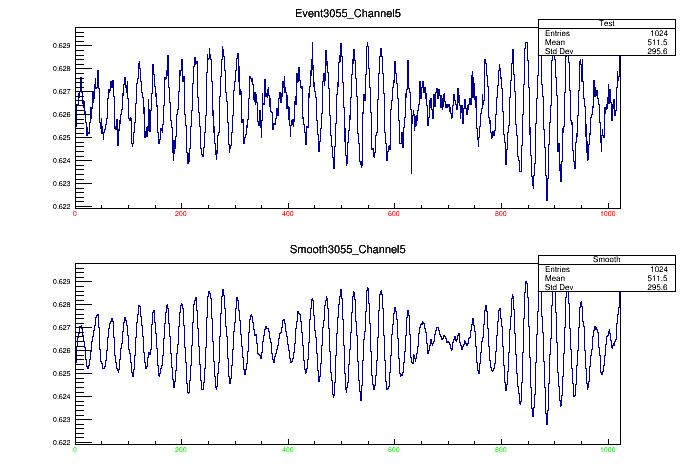 Event3055_Channel5
Test
Entries 1024
Mean 511.5
Std Dev 295.6
0.629
0.628
0.627
0.626
0.625
0.624
0.623
0.622
0 200 400 600 800 1000
Smooth3055_Channel5
Smooth
Entries 1024
Mean 511.5
Std Dev 295.6
0.629
0.628
0.627
0.626
0.625
0.624
0.623
0.622
0 200 400 600 800 1000